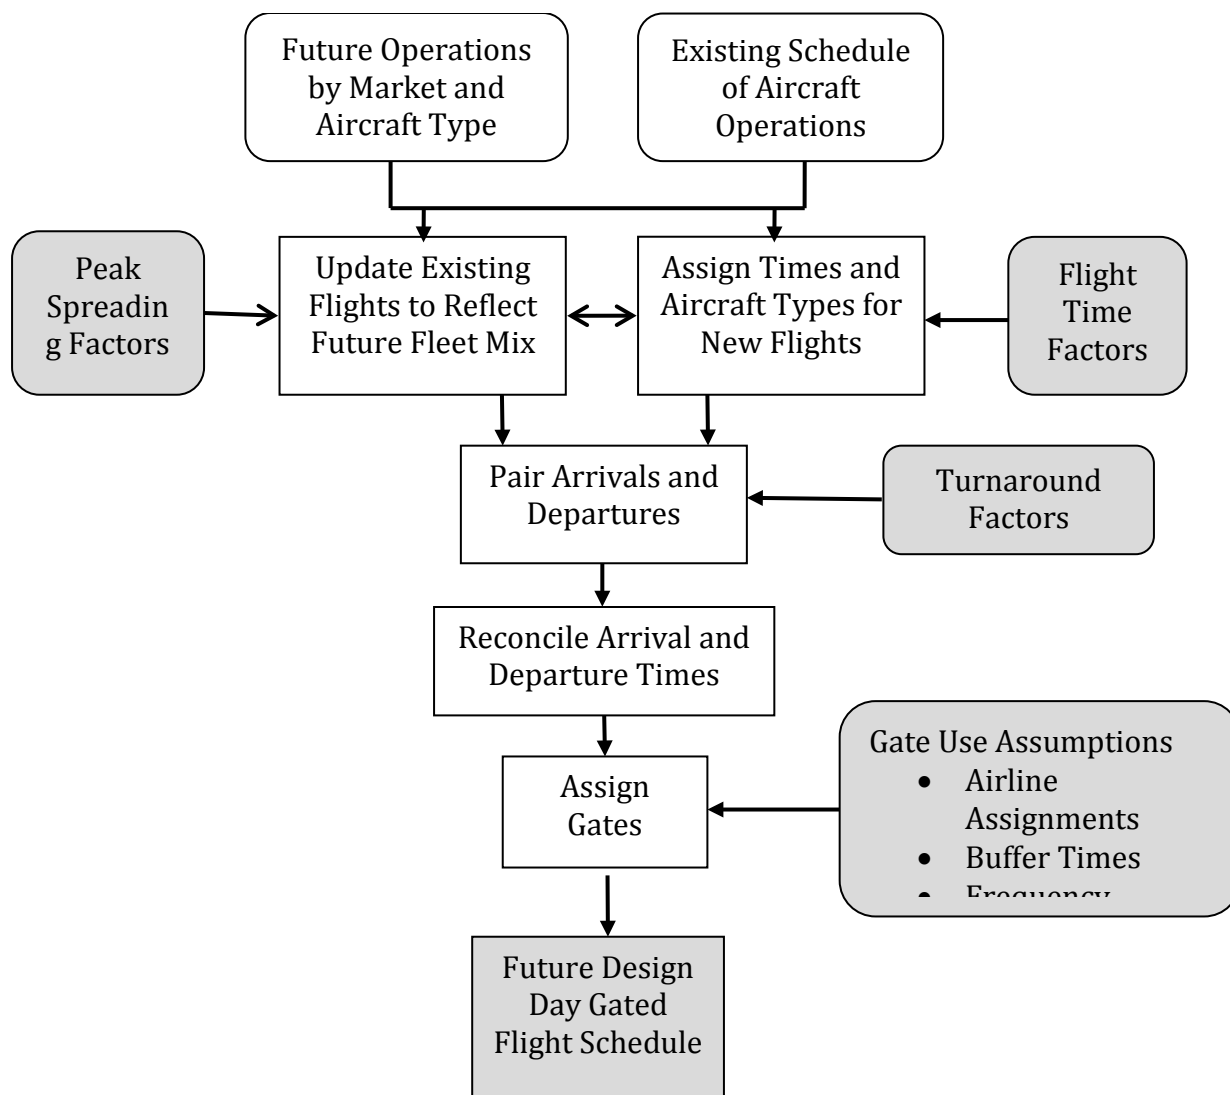 Future Operations
by Market and
Aircraft Type
Existing Schedule
of Aircraft
Operations
Peak
Spreadin
g Factors
Update Existing
Flights to Reflect
Future Fleet Mix
Assign Times and
Aircraft Types for
New Flights
Flight
Time
Factors
Pair Arrivals and
Departures
Turnaround
Factors
Reconcile Arrival and
Departure Times
Gate Use Assumptions
• Airline
Assignments
• Buffer Times
• Frequency
Assign
Gates
Future Design
Day Gated
Flight Schedule